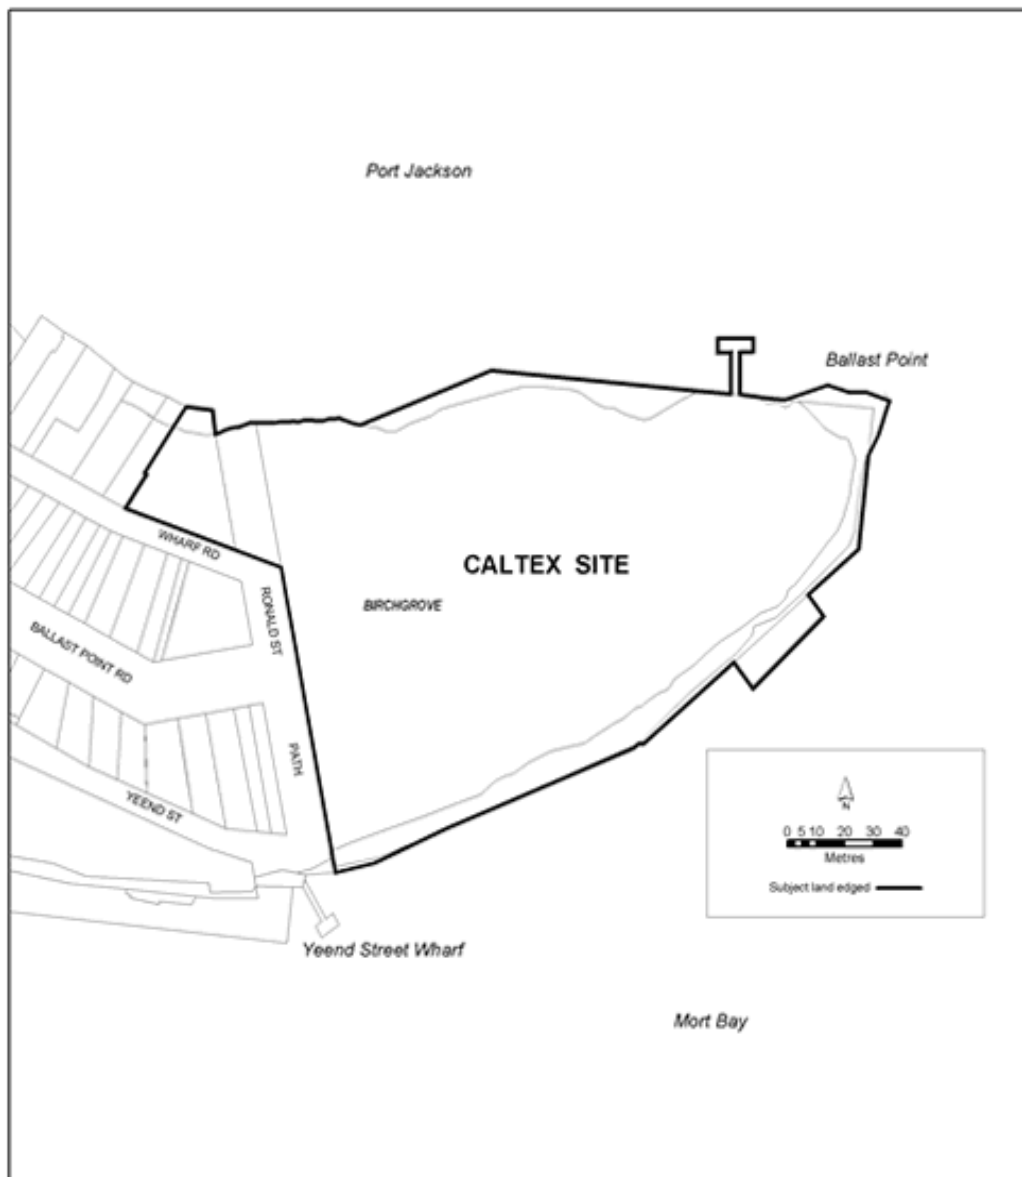 Port Jackson
Ballast Point
WHARF RD
CALTEX SITE
BIRCHGROVE
RONALD ST
BALLAST POINT RD
PATH
YEEND ST
N
0 5 10 20 30 40
Metres
Subject land edged
Yeend Street Wharf
Mort Bay